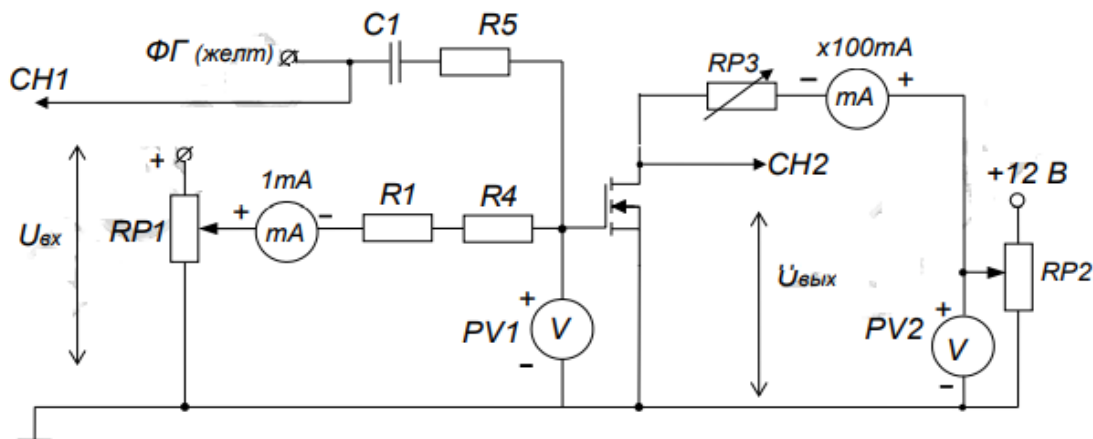 C1
R5
ФГ (желт)
CH1
x100mA
RP3
− +
mA
CH2
+12 В
+
1mA
R1
R4
Uвх
RP1
+ −
mA
Uвых
RP2
+
PV1
V
−
+
PV2
V
−